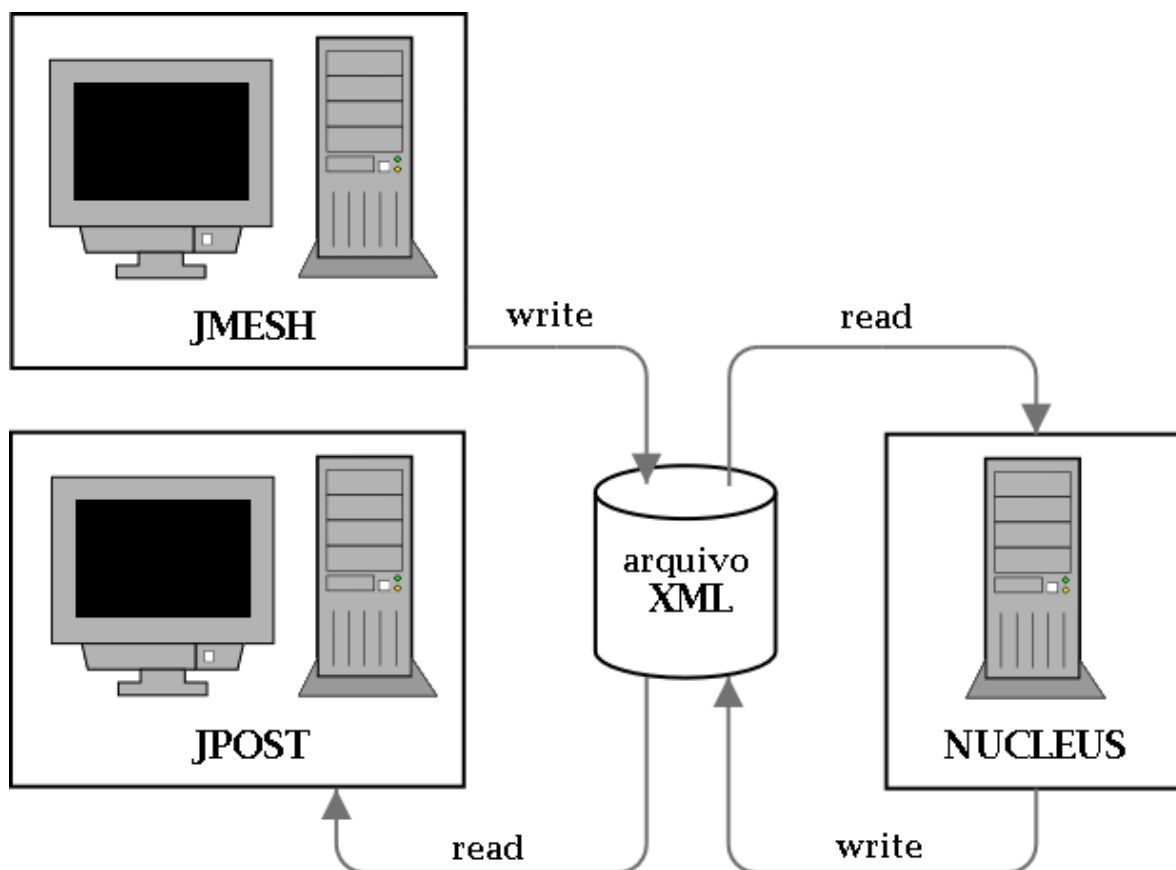 write
read
JMESH
arquivo
XML
JPOST
NUCLEUS
read
write